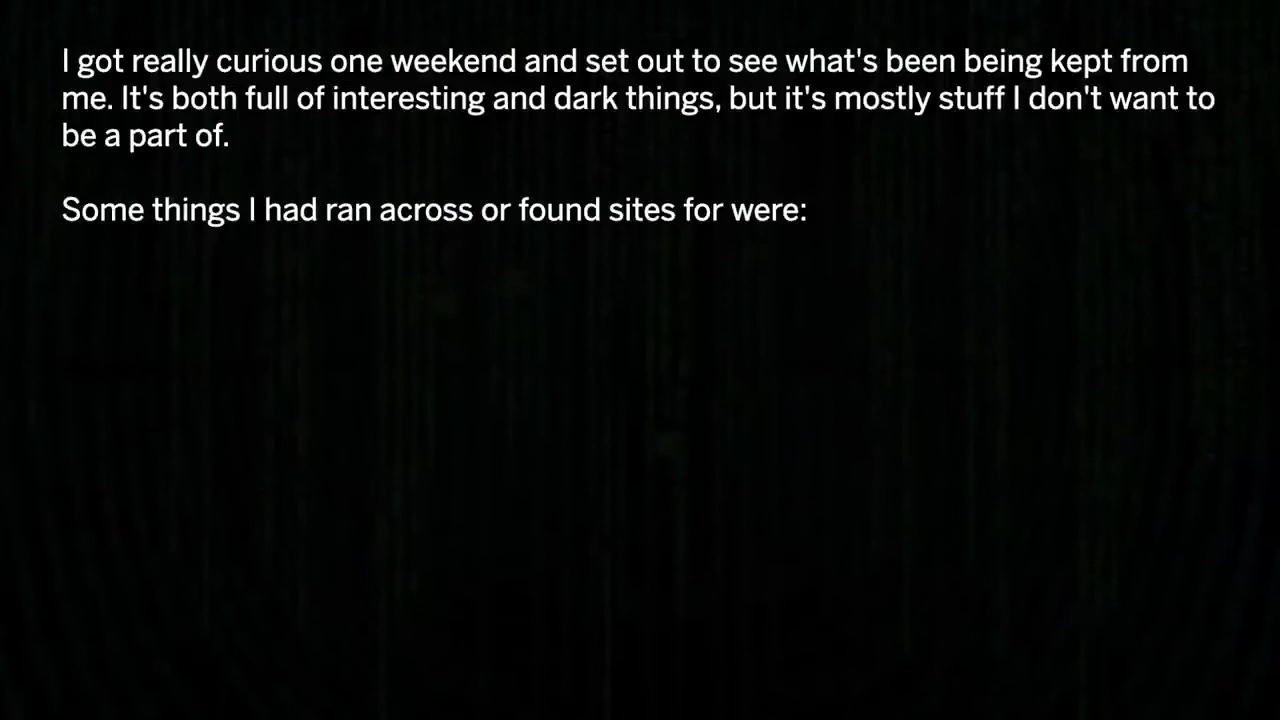 I got really curious one weekend and set out to see what's been being kept from
me. It's both full of interesting and dark things, but it's mostly stuff I don't want to
be a part of.
Some things I had ran across or found sites for were: